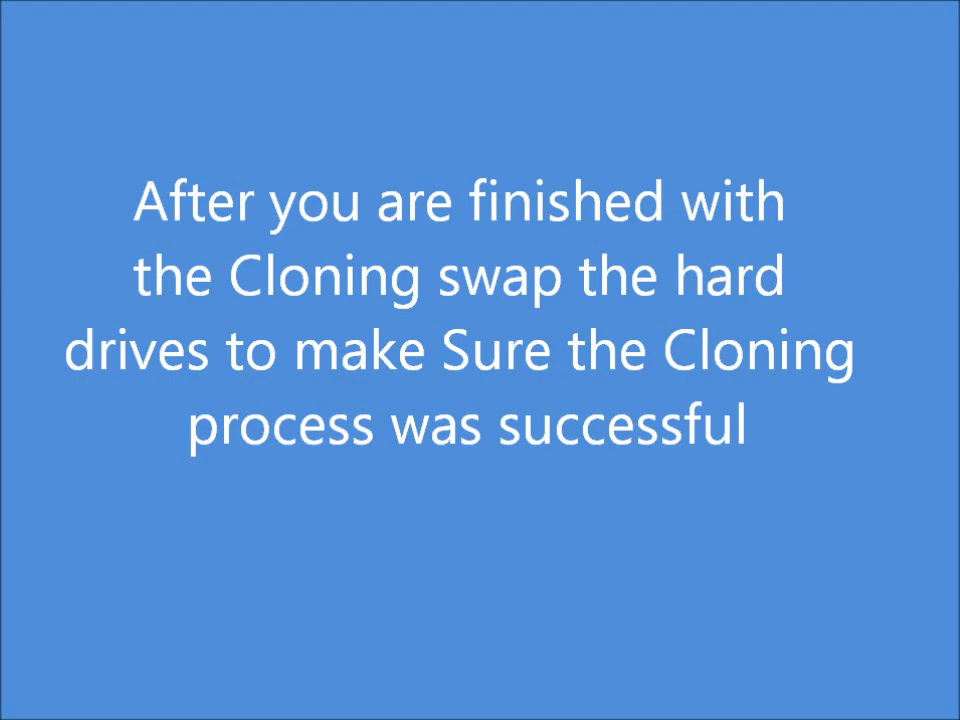 After you are finished with
the Cloning swap the hard
drives to make Sure the Cloning
process was successful